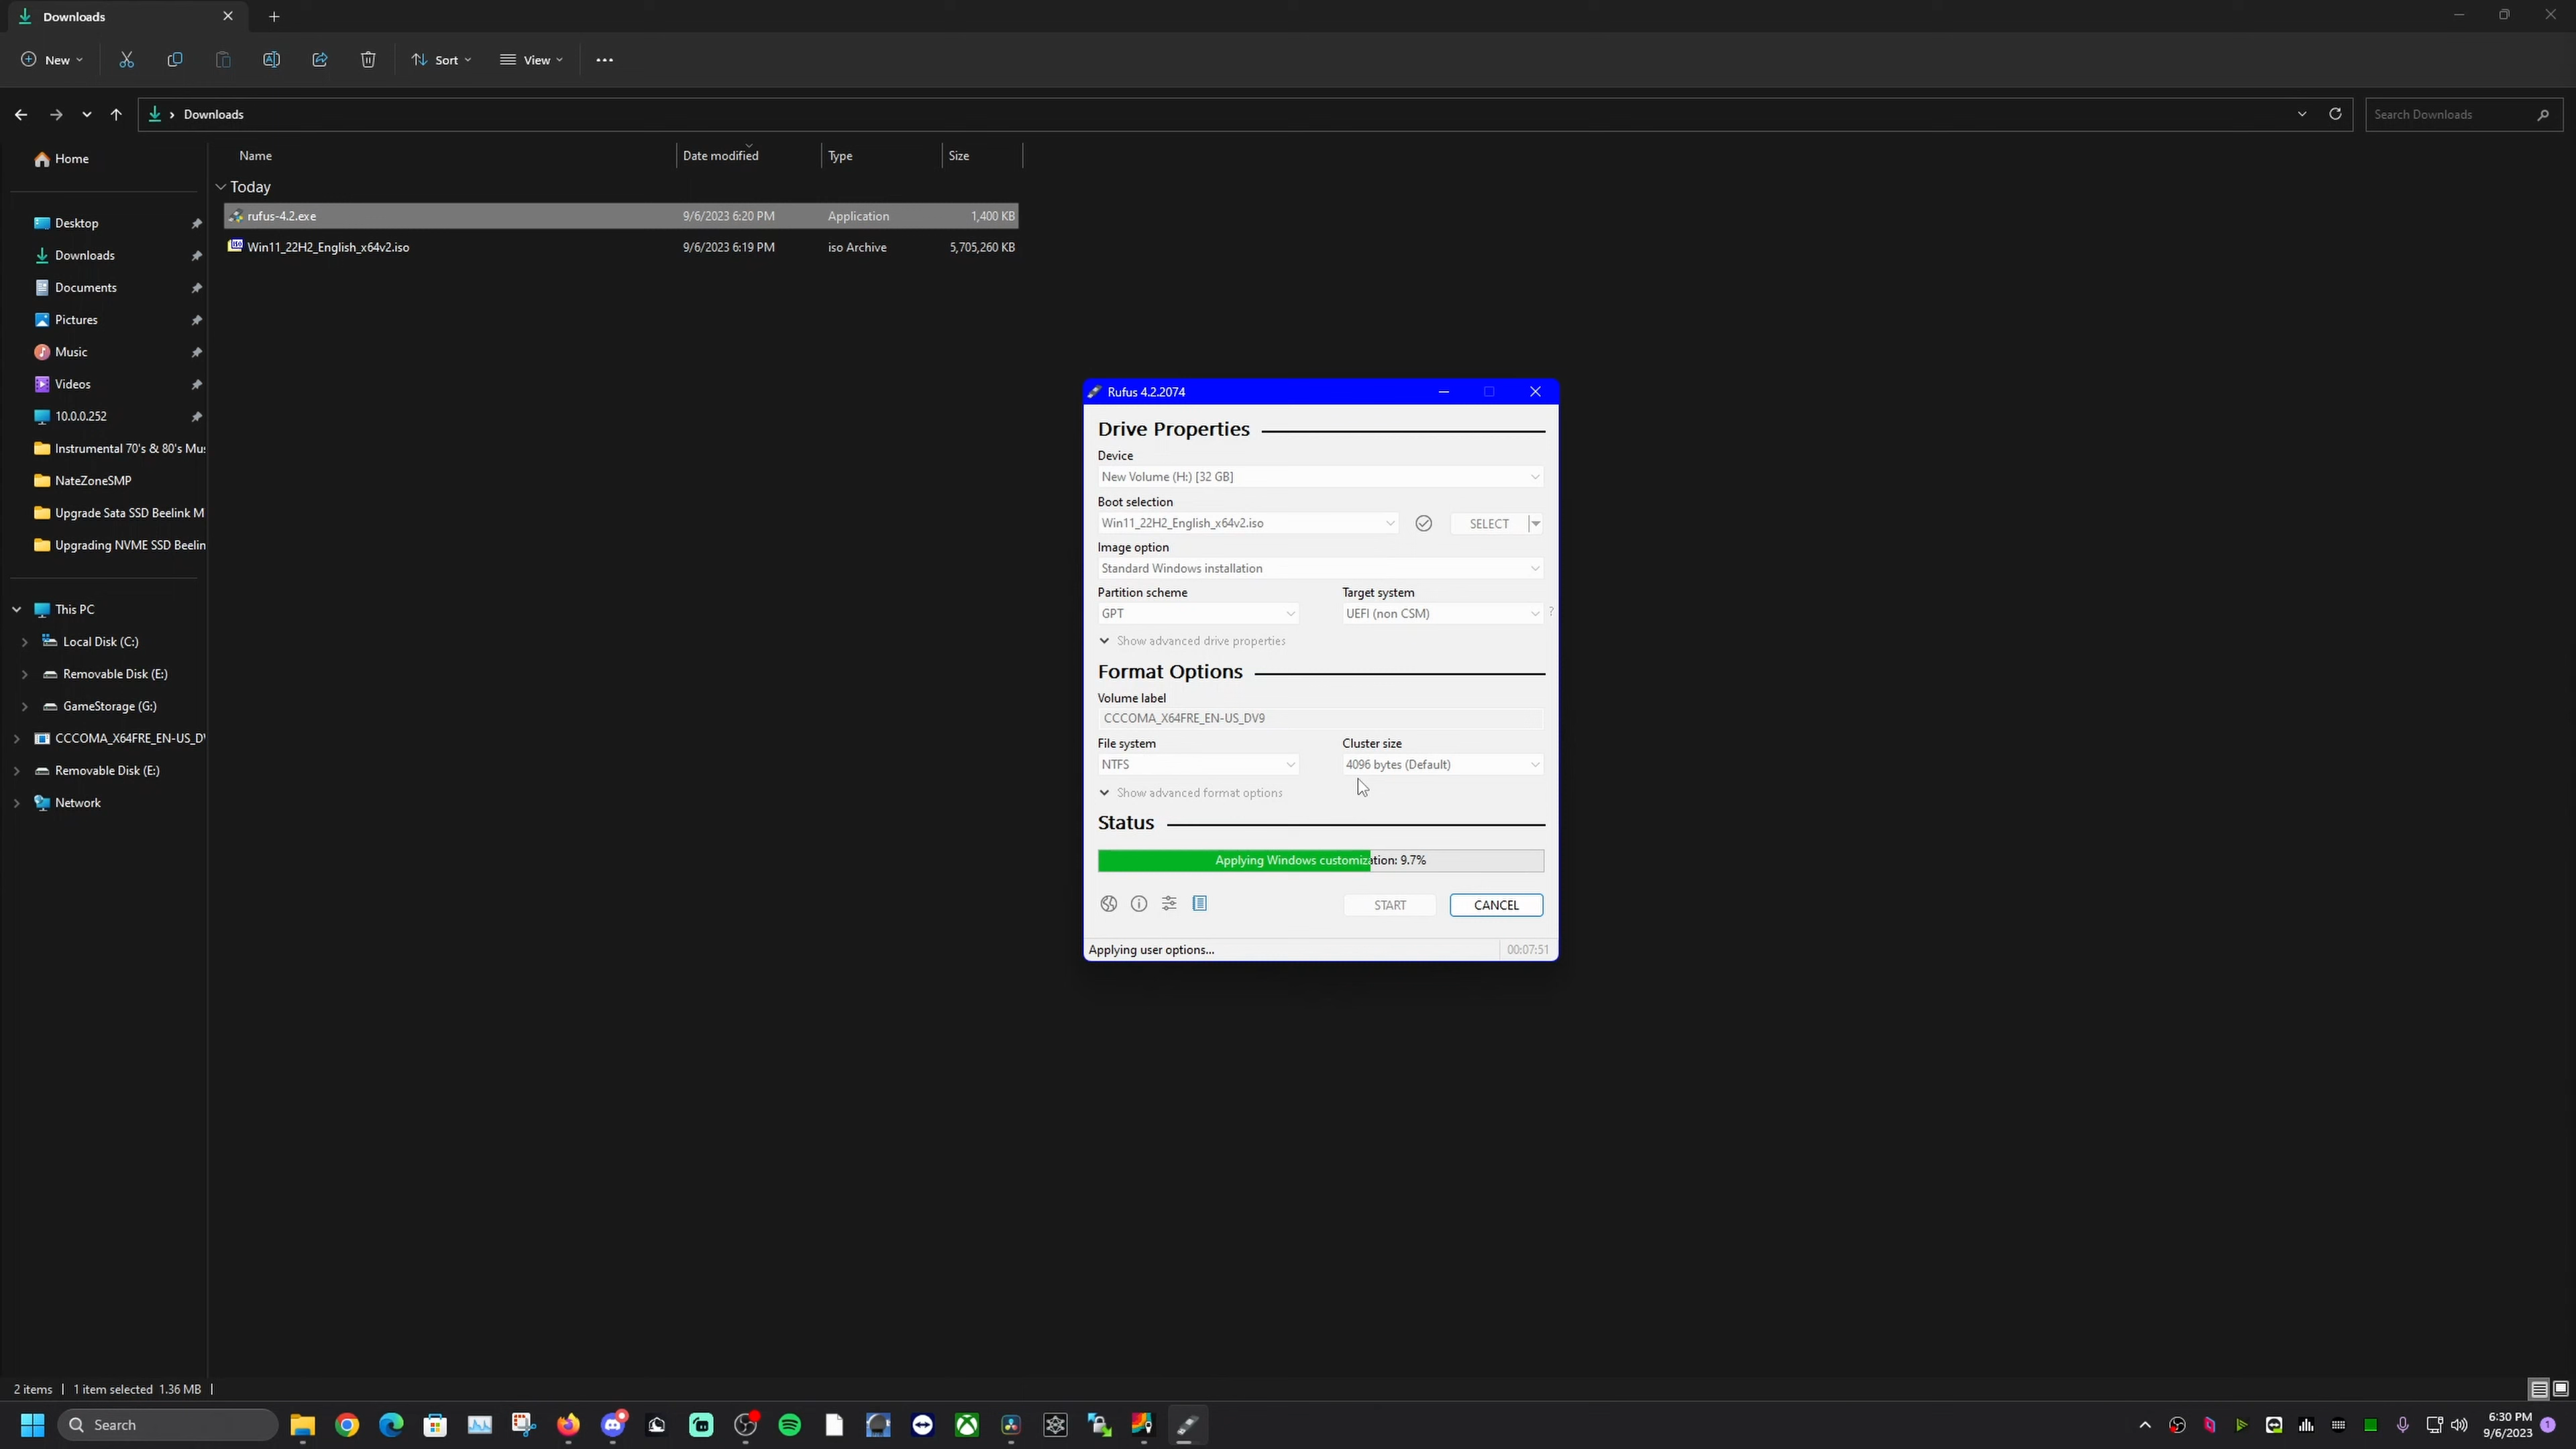 Downloads
New
Sort
View
Downloads
Search Downloads
Name
Date modified
Type
Size
Home
Today
rufus-4.2.exe 9/6/2023 6:20 PM Application 1,400 KB
Win11_22H2_English_x64v2.iso 9/6/2023 6:19 PM iso Archive 5,705,260 KB
Desktop
Downloads
Documents
Pictures
Music
Videos
10.0.0.252
Instrumental 70's & 80's Mus
NateZoneSMP
Upgrade Sata SSD Beelink M
Upgrading NVME SSD Beelin
This PC
Local Disk (C:)
Removable Disk (E:)
GameStorage (G:)
CCCOMA_X64FRE_EN-US_DV
Removable Disk (E:)
Network
Rufus 4.2.2074
Drive Properties
Device
New Volume (H:) [32 GB]
Boot selection
Win11_22H2_English_x64v2.iso
SELECT
Image option
Standard Windows installation
Partition scheme
Target system
GPT
UEFI (non CSM)
?
Show advanced drive properties
Format Options
Volume label
CCCOMA_X64FRE_EN-US_DV9
File system
Cluster size
NTFS
4096 bytes (Default)
Show advanced format options
Status
Applying Windows customization: 9.7%
START
CANCEL
Applying user options...
00:07:51
2 items
1 item selected 1.36 MB
Search
6:30 PM
9/6/2023
1